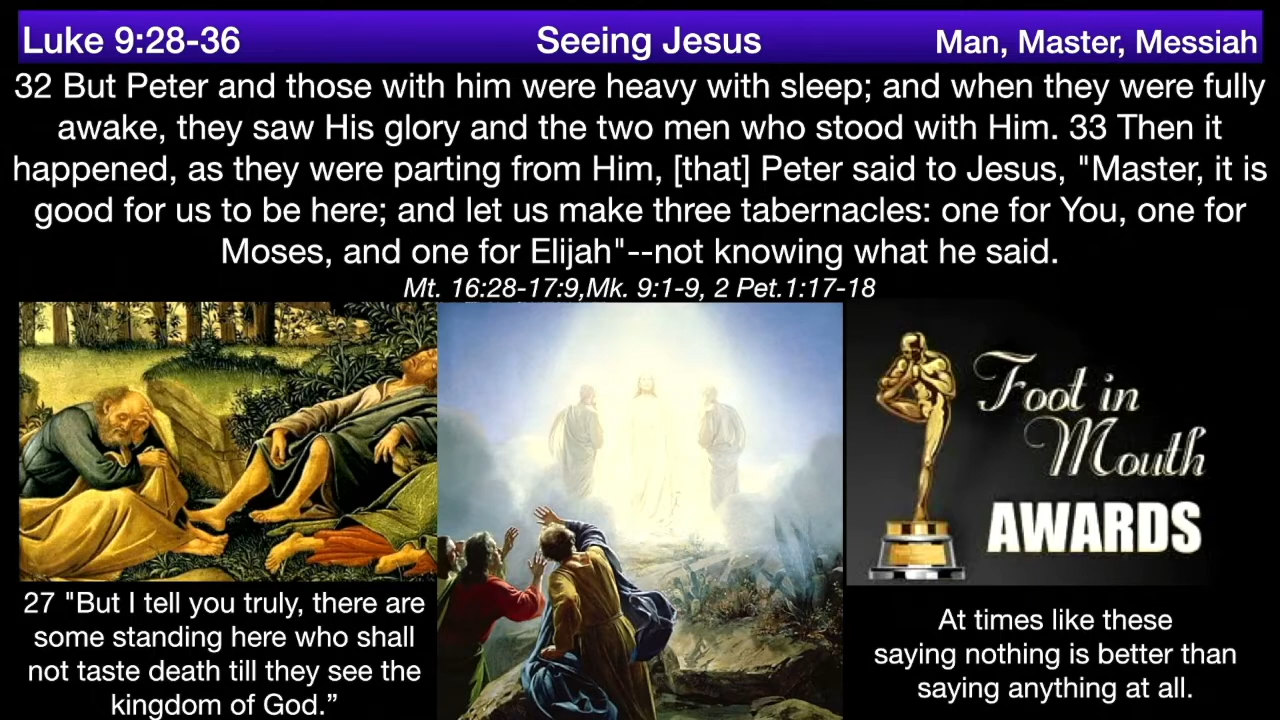 Luke 9:28-36 Seeing Jesus Man, Master, Messiah
32 But Peter and those with him were heavy with sleep; and when they were fully
awake, they saw His glory and the two men who stood with Him. 33 Then it
happened, as they were parting from Him, [that] Peter said to Jesus, "Master, it is
good for us to be here; and let us make three tabernacles: one for You, one for
Moses, and one for Elijah"--not knowing what he said.
Mt. 16:28-17:9,Mk. 9:1-9, 2 Pet.1:17-18
Foot in
Mouth
AWARDS
27 "But I tell you truly, there are
some standing here who shall
not taste death till they see the
kingdom of God.”
At times like these
saying nothing is better than
saying anything at all.